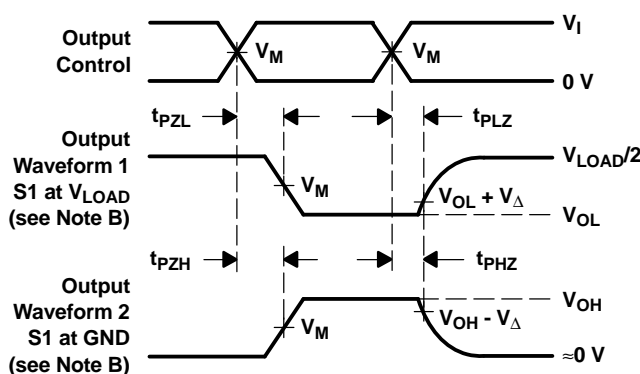 Output
Control
V_M
V_M
V_I
0 V
t_PZL
t_PLZ
Output
Waveform 1
S1 at V_LOAD
(see Note B)
V_M
V_OL + V_Δ
V_LOAD/2
V_OL
t_PZH
t_PHZ
Output
Waveform 2
S1 at GND
(see Note B)
V_M
V_OH - V_Δ
V_OH
≈0 V